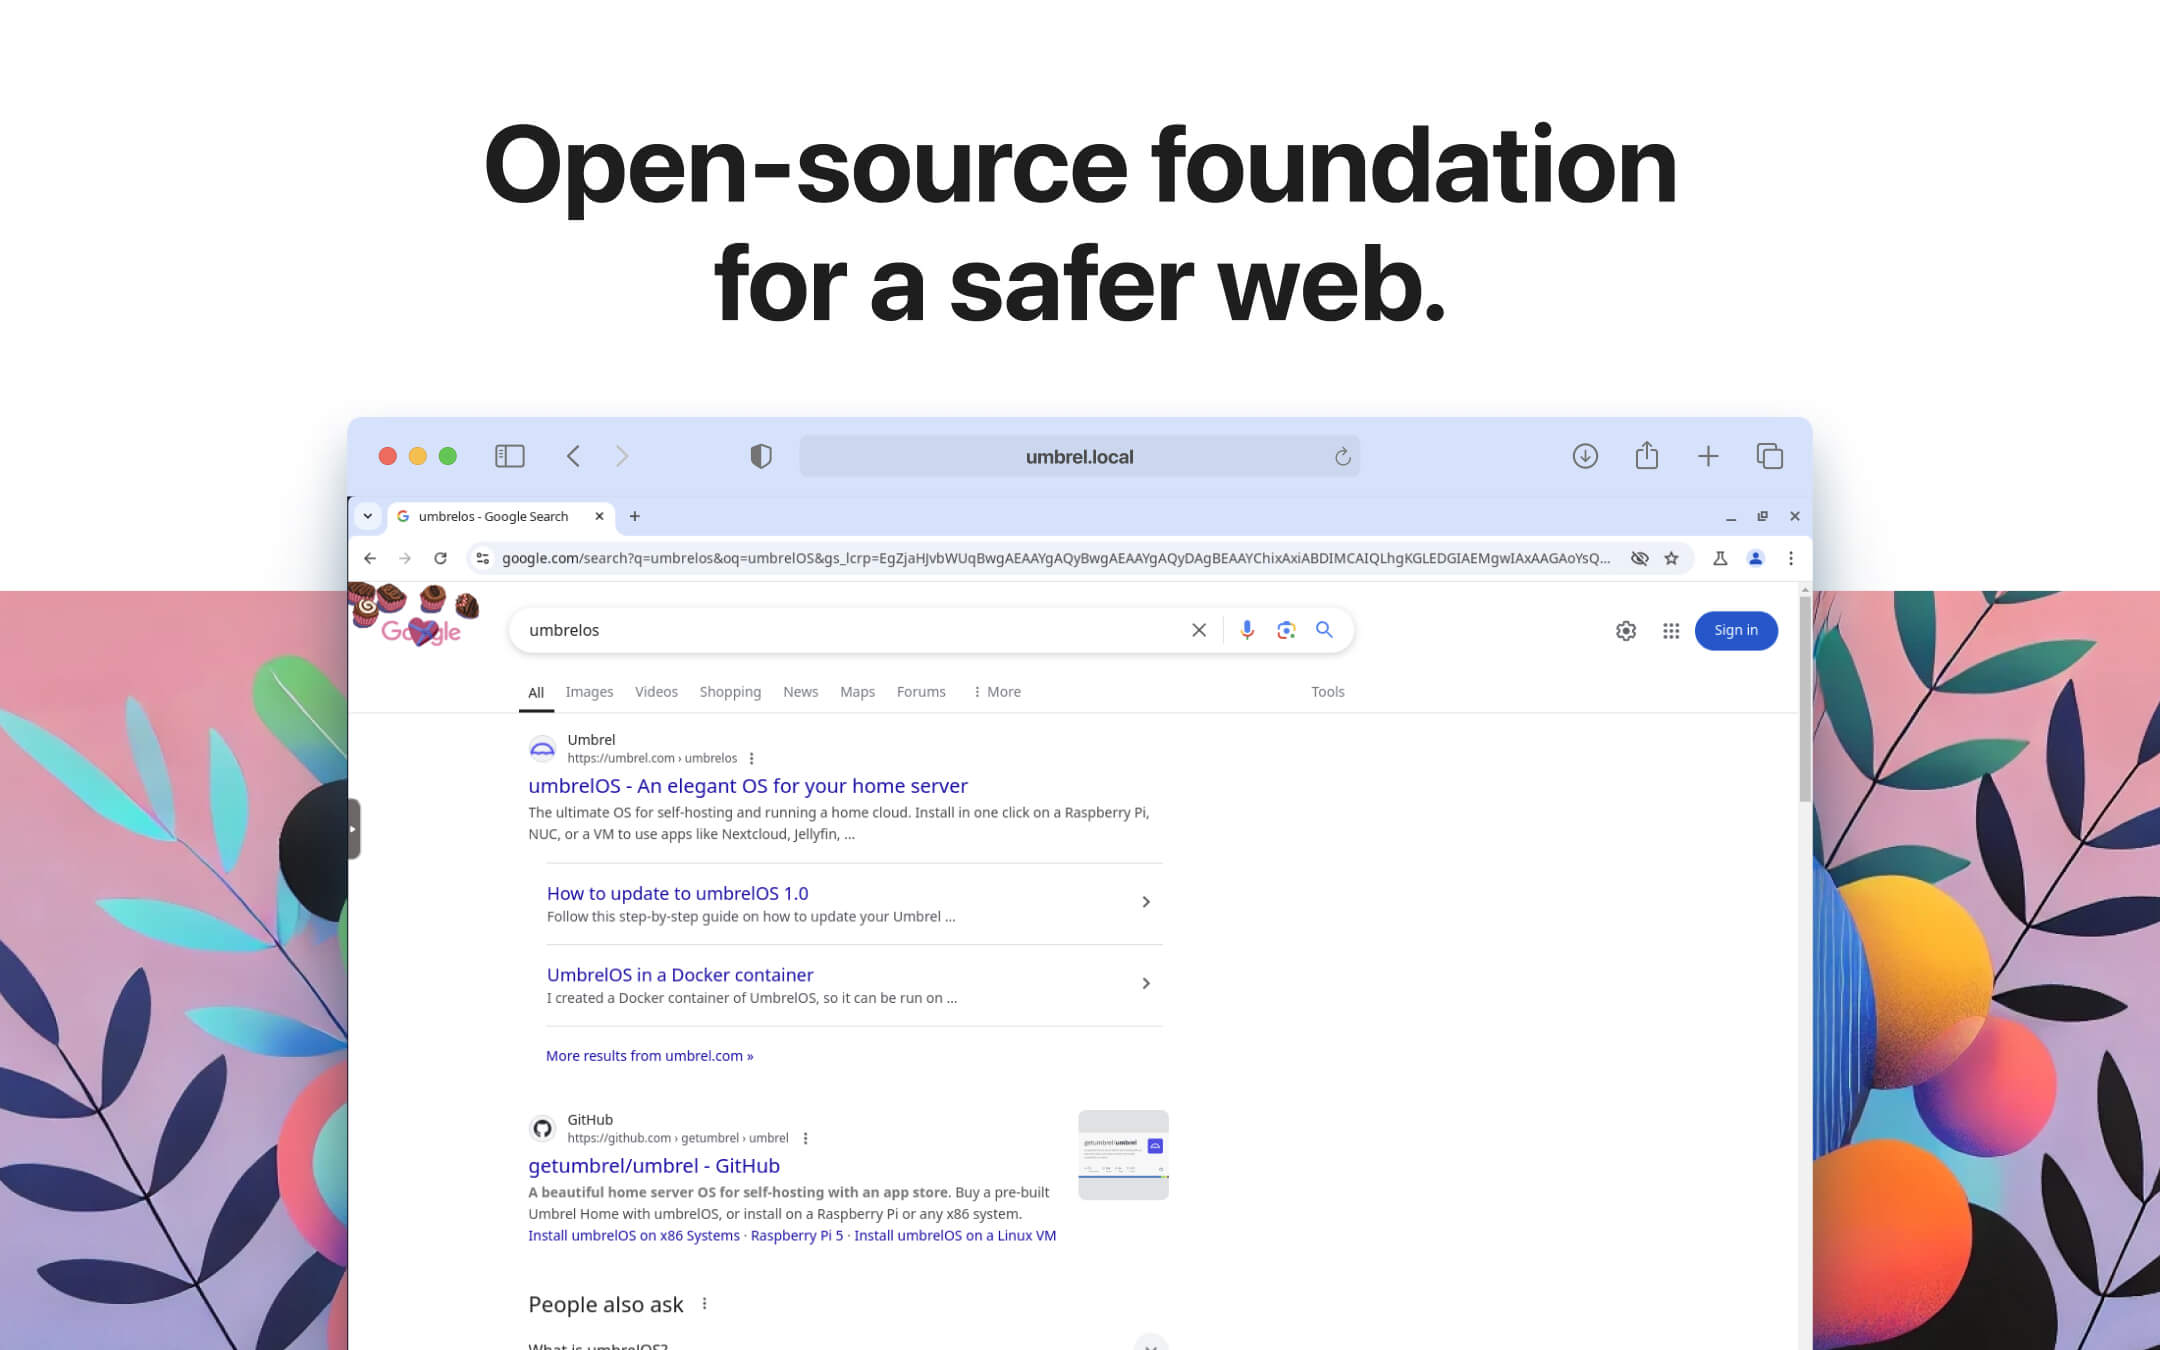 Open-source foundation
for a safer web.
umbrel.local
umbrelos - Google Search
google.com/search?q=umbrelos&oq=umbrelOS&gs_lcrp=EgZjaHJvbWUqBwgAEAAYgAQyBwgAEAAYgAQyDAgBEAAYChixAxiABDIMCAIQLhgKGLEDGIAEMgwIAxAAGAoYsQ...
Google
umbrelos
Sign in
All Images Videos Shopping News Maps Forums More Tools
Umbrel
https://umbrel.com › umbrelos
umbrelOS - An elegant OS for your home server
The ultimate OS for self-hosting and running a home cloud. Install in one click on a Raspberry Pi,
NUC, or a VM to use apps like Nextcloud, Jellyfin, ...
How to update to umbrelOS 1.0
Follow this step-by-step guide on how to update your Umbrel ...
UmbrelOS in a Docker container
I created a Docker container of UmbrelOS, so it can be run on ...
More results from umbrel.com »
GitHub
https://github.com › getumbrel › umbrel
getumbrel/umbrel - GitHub
getumbrel/umbrel
A beautiful home server OS for self-hosting with an app store. Buy a pre-built
Umbrel Home with umbrelOS, or install on a Raspberry Pi or any x86 system.
Install umbrelOS on x86 Systems · Raspberry Pi 5 · Install umbrelOS on a Linux VM
People also ask
What is umbrelOS?